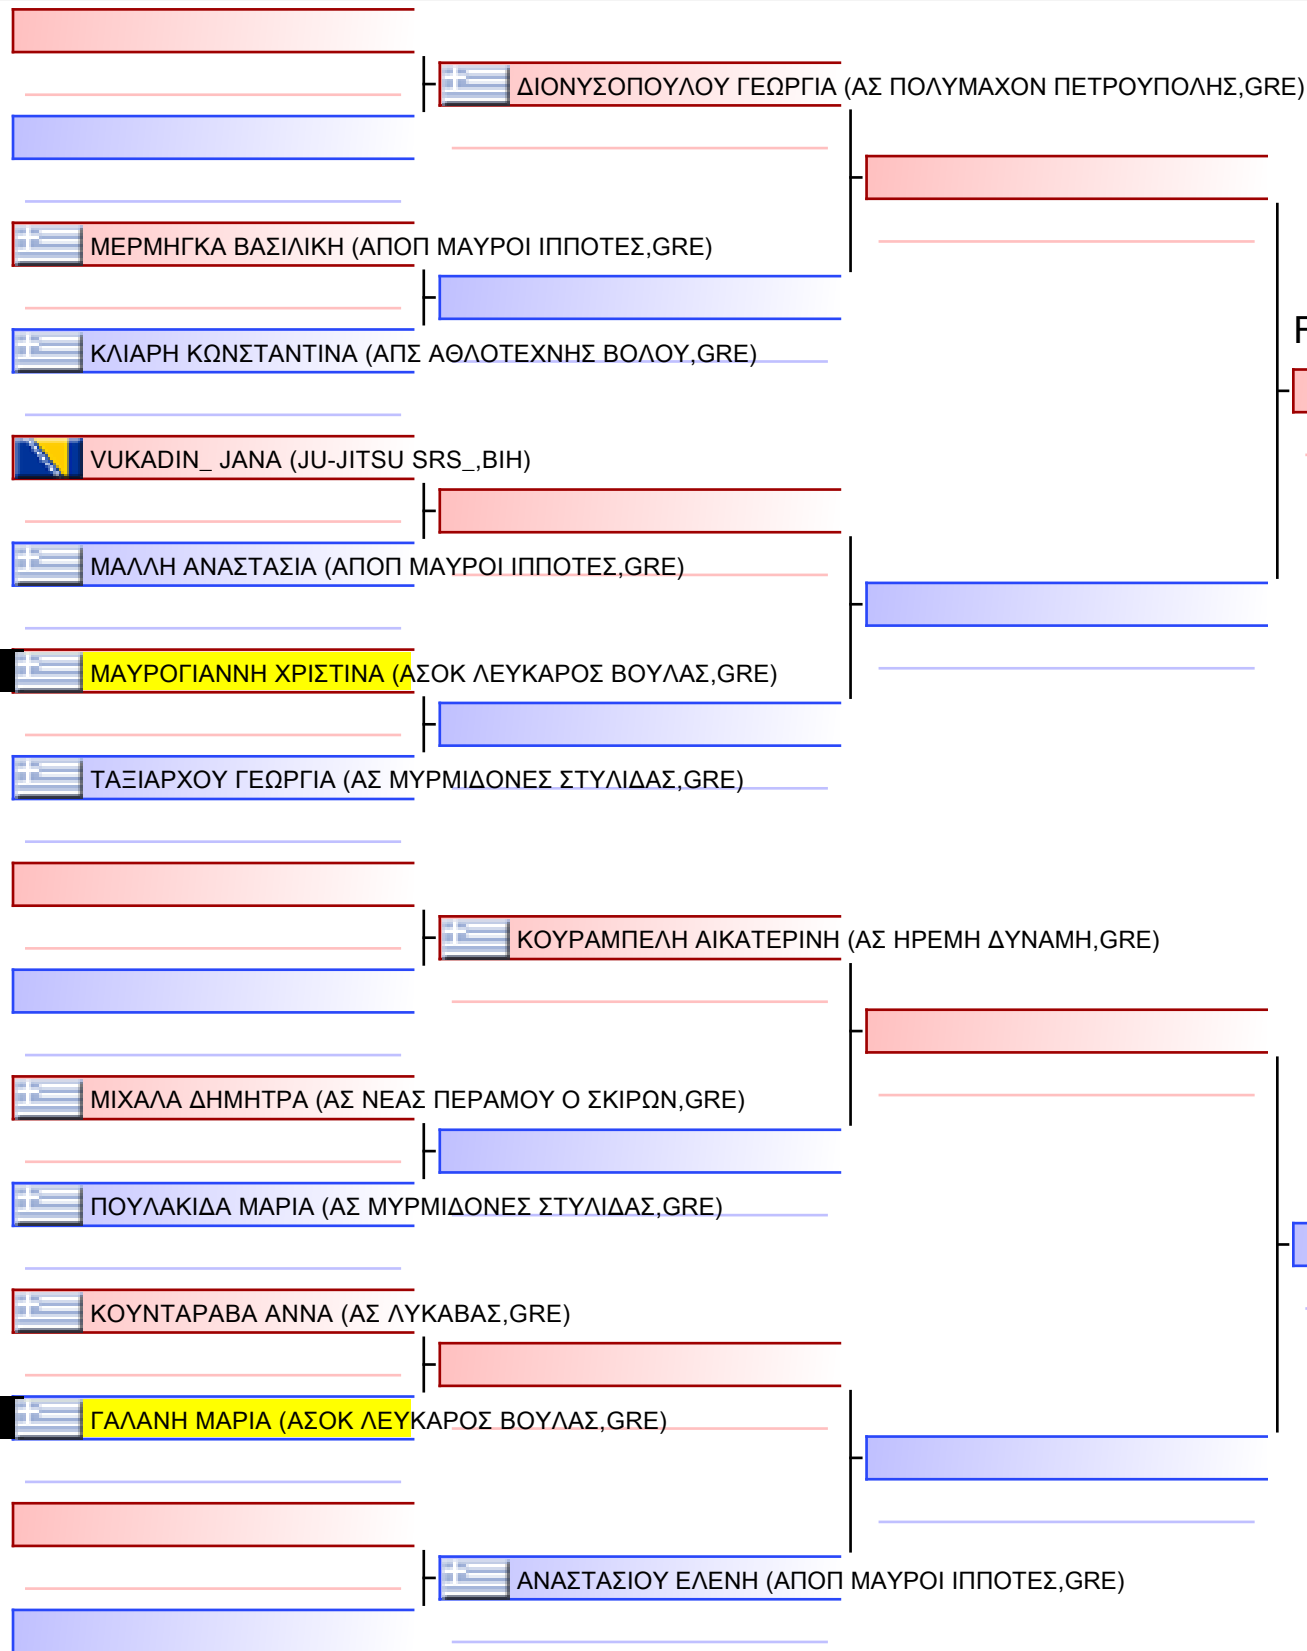 ΔΙΟΝΥΣΟΠΟΥΛΟΥ ΓΕΩΡΓΙΑ (ΑΣ ΠΟΛΥΜΑΧΟΝ ΠΕΤΡΟΥΠΟΛΗΣ,GRE)
ΜΕΡΜΗΓΚΑ ΒΑΣΙΛΙΚΗ (ΑΠΟΠ ΜΑΥΡΟΙ ΙΠΠΟΤΕΣ,GRE)
ΚΛΙΑΡΗ ΚΩΝΣΤΑΝΤΙΝΑ (ΑΠΣ ΑΘΛΟΤΕΧΝΗΣ ΒΟΛΟΥ,GRE)
VUKADIN_ JANA (JU-JITSU SRS_,BIH)
ΜΑΛΛΗ ΑΝΑΣΤΑΣΙΑ (ΑΠΟΠ ΜΑΥΡΟΙ ΙΠΠΟΤΕΣ,GRE)
ΜΑΥΡΟΓΙΑΝΝΗ ΧΡΙΣΤΙΝΑ (ΑΣΟΚ ΛΕΥΚΑΡΟΣ ΒΟΥΛΑΣ,GRE)
ΤΑΞΙΑΡΧΟΥ ΓΕΩΡΓΙΑ (ΑΣ ΜΥΡΜΙΔΟΝΕΣ ΣΤΥΛΙΔΑΣ,GRE)
ΚΟΥΡΑΜΠΕΛΗ ΑΙΚΑΤΕΡΙΝΗ (ΑΣ ΗΡΕΜΗ ΔΥΝΑΜΗ,GRE)
ΜΙΧΑΛΑ ΔΗΜΗΤΡΑ (ΑΣ ΝΕΑΣ ΠΕΡΑΜΟΥ Ο ΣΚΙΡΩΝ,GRE)
ΠΟΥΛΑΚΙΔΑ ΜΑΡΙΑ (ΑΣ ΜΥΡΜΙΔΟΝΕΣ ΣΤΥΛΙΔΑΣ,GRE)
ΚΟΥΝΤΑΡΑΒΑ ΑΝΝΑ (ΑΣ ΛΥΚΑΒΑΣ,GRE)
ΓΑΛΑΝΗ ΜΑΡΙΑ (ΑΣΟΚ ΛΕΥΚΑΡΟΣ ΒΟΥΛΑΣ,GRE)
ΑΝΑΣΤΑΣΙΟΥ ΕΛΕΝΗ (ΑΠΟΠ ΜΑΥΡΟΙ ΙΠΠΟΤΕΣ,GRE)